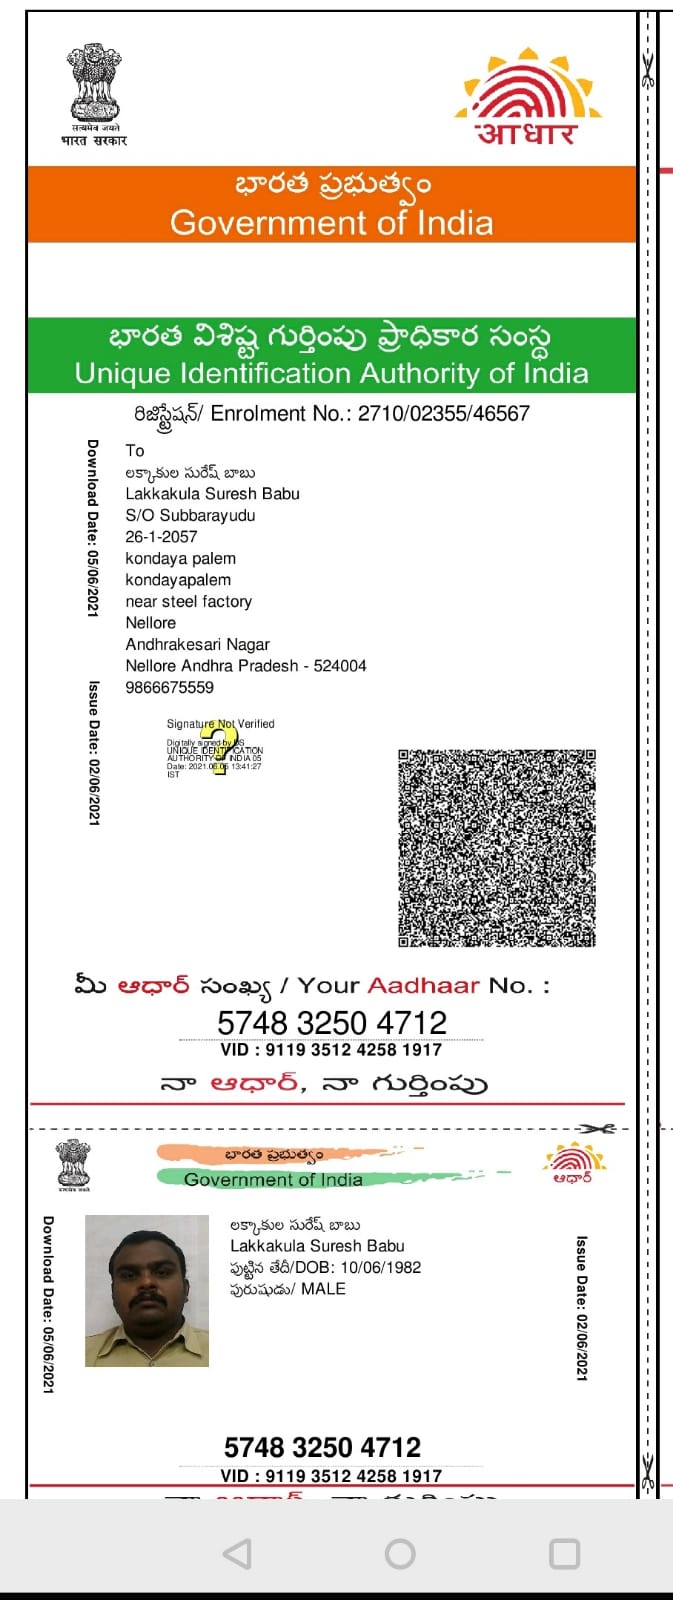 सत्यमेव जयते
भारत सरकार
आधार
భారత ప్రభుత్వం
Government of India
భారత విశిష్ట గుర్తింపు ప్రాధికార సంస్థ
Unique Identification Authority of India
రిజిస్ట్రేషన్/ Enrolment No.: 2710/02355/46567
Download Date: 05/06/2021
Issue Date: 02/06/2021
To
లక్కాకుల సురేష్ బాబు
Lakkakula Suresh Babu
S/O Subbarayudu
26-1-2057
kondaya palem
kondayapalem
near steel factory
Nellore
Andhrakesari Nagar
Nellore Andhra Pradesh - 524004
9866675559
Signature Not Verified
Digitally signed by DS
UNIQUE IDENTIFICATION
AUTHORITY OF INDIA 05
Date: 2021.06.05 13:41:27
IST
మీ ఆధార్ సంఖ్య / Your Aadhaar No. :
5748 3250 4712
VID : 9119 3512 4258 1917
నా ఆధార్, నా గుర్తింపు
భారత ప్రభుత్వం
Government of India
ఆధార్
Download Date: 05/06/2021
లక్కాకుల సురేష్ బాబు
Lakkakula Suresh Babu
పుట్టిన తేదీ/DOB: 10/06/1982
పురుషుడు/ MALE
Issue Date: 02/06/2021
5748 3250 4712
VID : 9119 3512 4258 1917